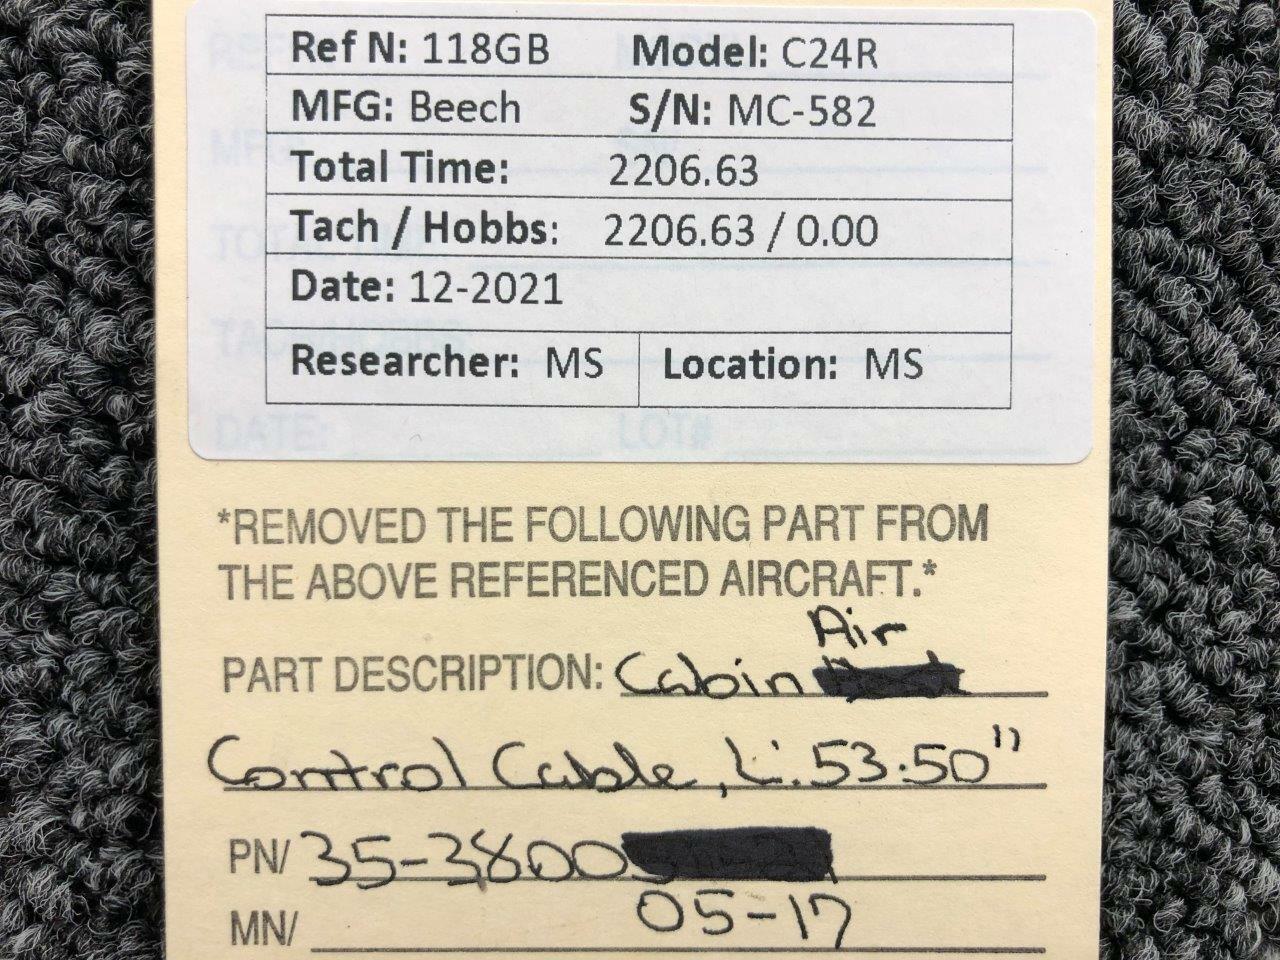 Ref N: 118GB Model: C24R
MFG: Beech S/N: MC-582
Total Time: 2206.63
Tach / Hobbs: 2206.63 / 0.00
Date: 12-2021
Researcher: MS Location: MS
DATE: LOT#
*REMOVED THE FOLLOWING PART FROM
THE ABOVE REFERENCED AIRCRAFT.*
Air
PART DESCRIPTION: Cabin
Control Cable, L: 53.50"
PN/ 35-3800
05-17
MN/